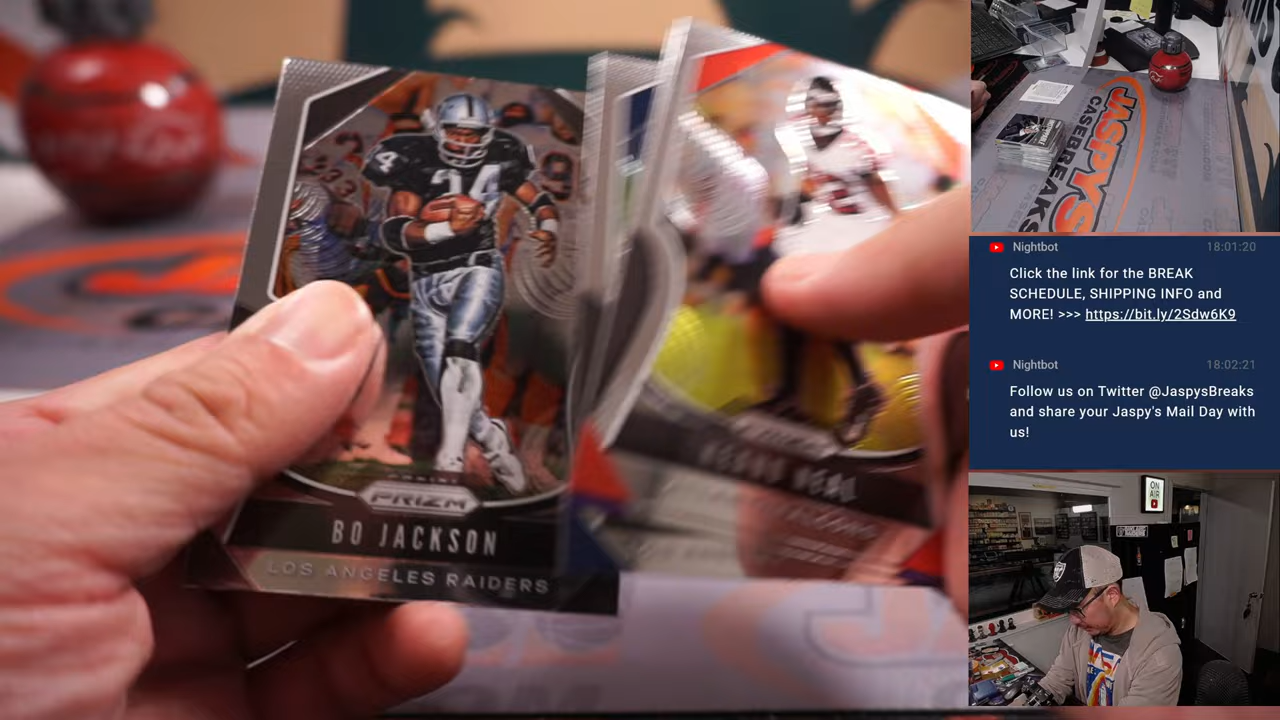 34
PRIZM
BO JACKSON
LOS ANGELES RAIDERS
JASPYS
CASEBREAKS
Nightbot 18:01:20
Click the link for the BREAK
SCHEDULE, SHIPPING INFO and
MORE! >>> https://bit.ly/2Sdw6K9
Nightbot 18:02:21
Follow us on Twitter @JaspysBreaks
and share your Jaspy's Mail Day with
us!
ON
AIR